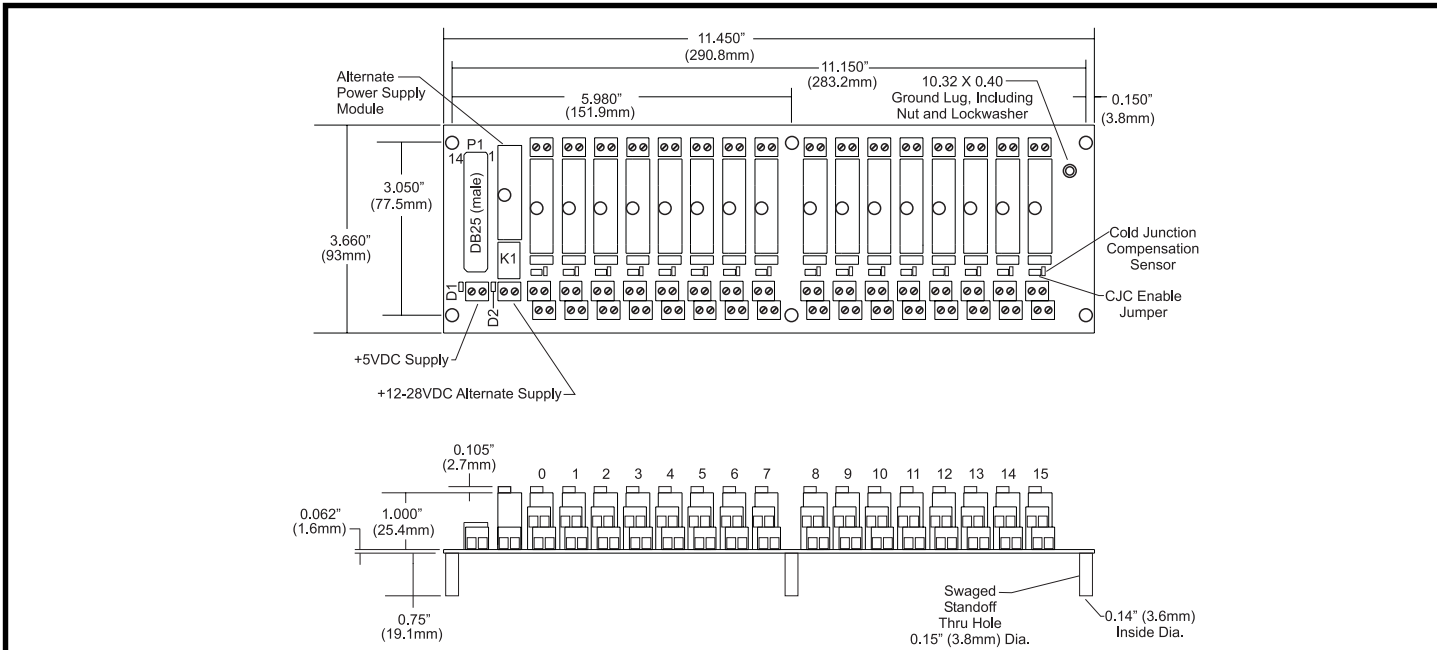 11.450"
(290.8mm)
11.150"
(283.2mm)
Alternate
Power Supply
Module
5.980"
(151.9mm)
10.32 X 0.40
Ground Lug, Including
Nut and Lockwasher
0.150"
(3.8mm)
P1
14
1
DB25 (male)
3.050"
(77.5mm)
3.660"
(93mm)
K1
D1
D2
Cold Junction
Compensation
Sensor
CJC Enable
Jumper
+5VDC Supply
+12-28VDC Alternate Supply
0.105"
(2.7mm)
0 1 2 3 4 5 6 7 8 9 10 11 12 13 14 15
0.062"
(1.6mm)
1.000"
(25.4mm)
0.75"
(19.1mm)
Swaged
Standoff
Thru Hole
0.15" (3.8mm) Dia.
0.14" (3.6mm)
Inside Dia.